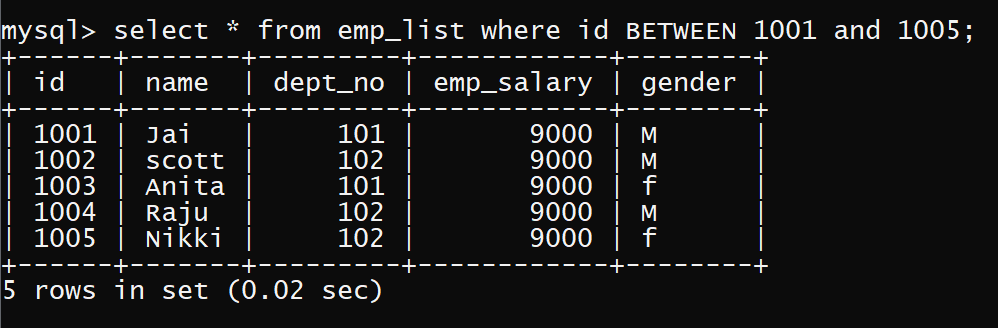 mysql> select * from emp_list where id BETWEEN 1001 and 1005;
+------+-------+---------+------------+--------+
| id   | name  | dept_no | emp_salary | gender |
+------+-------+---------+------------+--------+
| 1001 | Jai   |     101 |       9000 | M      |
| 1002 | scott |     102 |       9000 | M      |
| 1003 | Anita |     101 |       9000 | f      |
| 1004 | Raju  |     102 |       9000 | M      |
| 1005 | Nikki |     102 |       9000 | f      |
+------+-------+---------+------------+--------+
5 rows in set (0.02 sec)